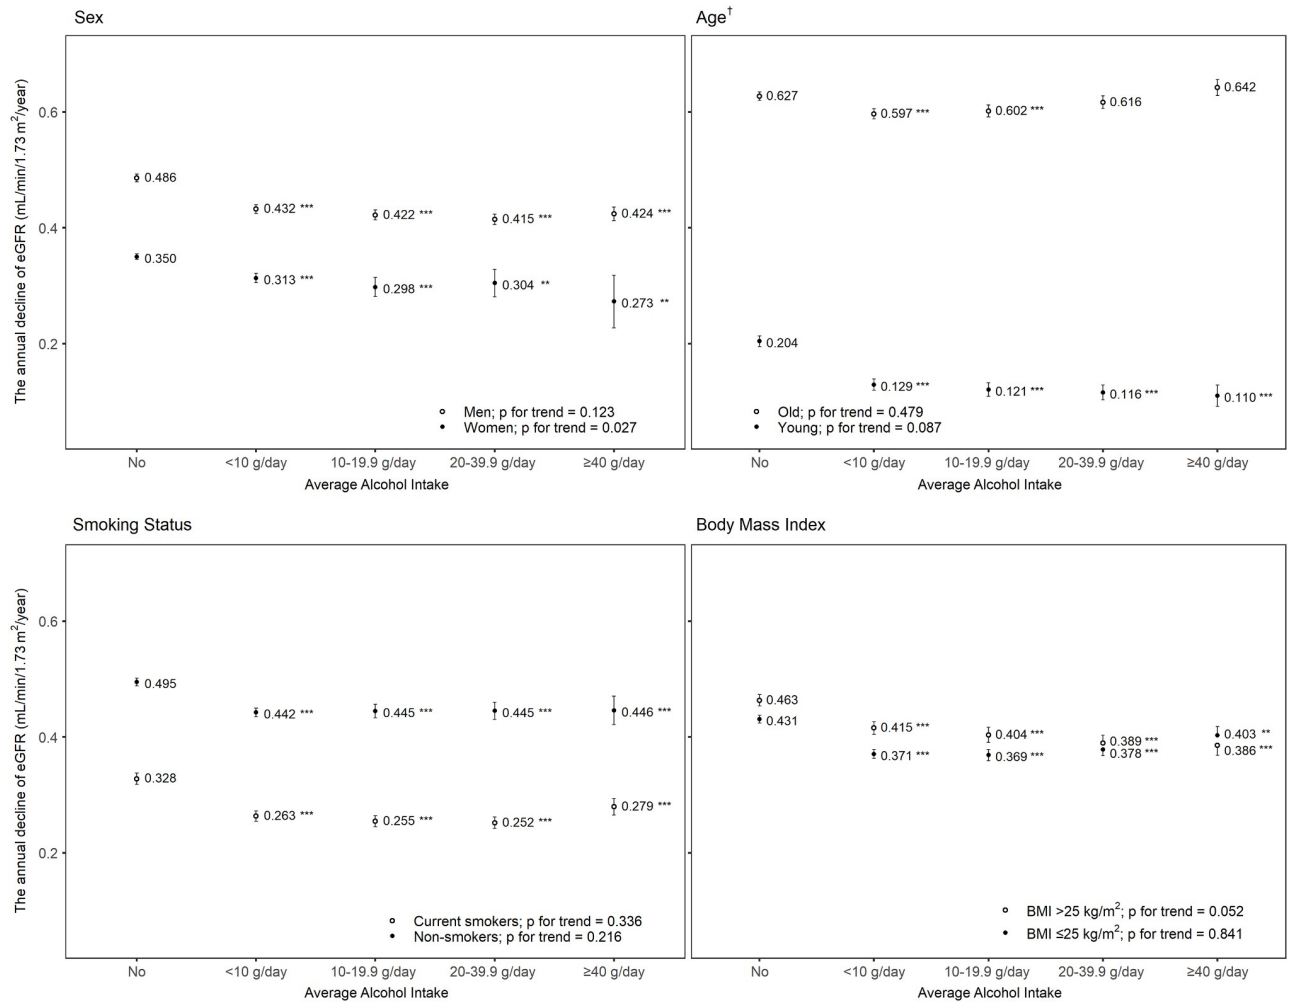 Sex
The annual decline of eGFR (mL/min/1.73 m²/year)
0.6
0.4
0.2
0.486
0.432 ***
0.422 ***
0.415 ***
0.424 ***
0.350
0.313 ***
0.298 ***
0.304 **
0.273 **
Men; p for trend = 0.123
Women; p for trend = 0.027
No
<10 g/day
10-19.9 g/day
20-39.9 g/day
≥40 g/day
Average Alcohol Intake
Age†
0.627
0.597 ***
0.602 ***
0.616
0.642
0.204
0.129 ***
0.121 ***
0.116 ***
0.110 ***
Old; p for trend = 0.479
Young; p for trend = 0.087
No
<10 g/day
10-19.9 g/day
20-39.9 g/day
≥40 g/day
Average Alcohol Intake
Smoking Status
The annual decline of eGFR (mL/min/1.73 m²/year)
0.6
0.4
0.2
0.495
0.442 ***
0.445 ***
0.445 ***
0.446 ***
0.328
0.263 ***
0.255 ***
0.252 ***
0.279 ***
Current smokers; p for trend = 0.336
Non-smokers; p for trend = 0.216
No
<10 g/day
10-19.9 g/day
20-39.9 g/day
≥40 g/day
Average Alcohol Intake
Body Mass Index
0.463
0.431
0.415 ***
0.371 ***
0.404 ***
0.369 ***
0.389 ***
0.378 ***
0.403 **
0.386 ***
BMI >25 kg/m²; p for trend = 0.052
BMI ≤25 kg/m²; p for trend = 0.841
No
<10 g/day
10-19.9 g/day
20-39.9 g/day
≥40 g/day
Average Alcohol Intake